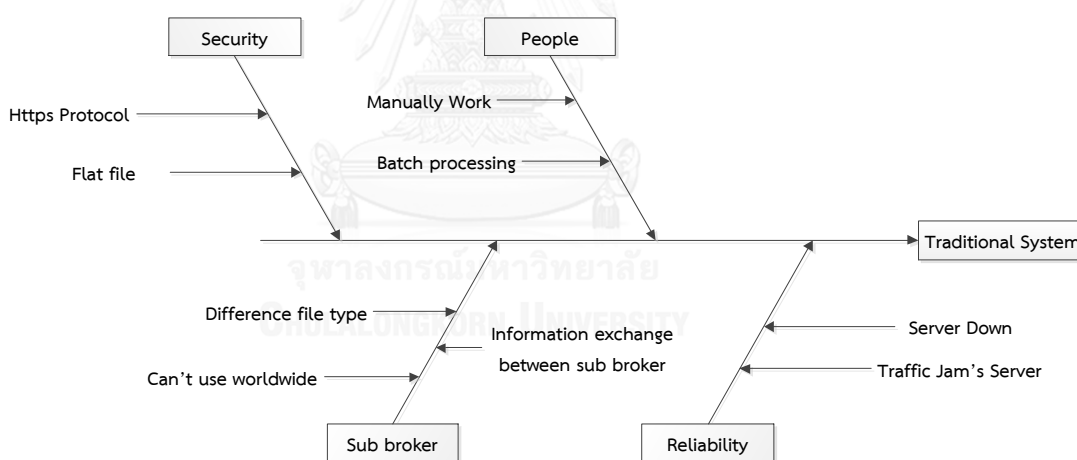 Security
People
Https Protocol
Manually Work
Flat file
Batch processing
Traditional System
จุฬาลงกรณ์มหาวิทยาลัย
CHULALONGKORN UNIVERSITY
Difference file type
Information exchange
between sub broker
Can't use worldwide
Server Down
Traffic Jam's Server
Sub broker
Reliability